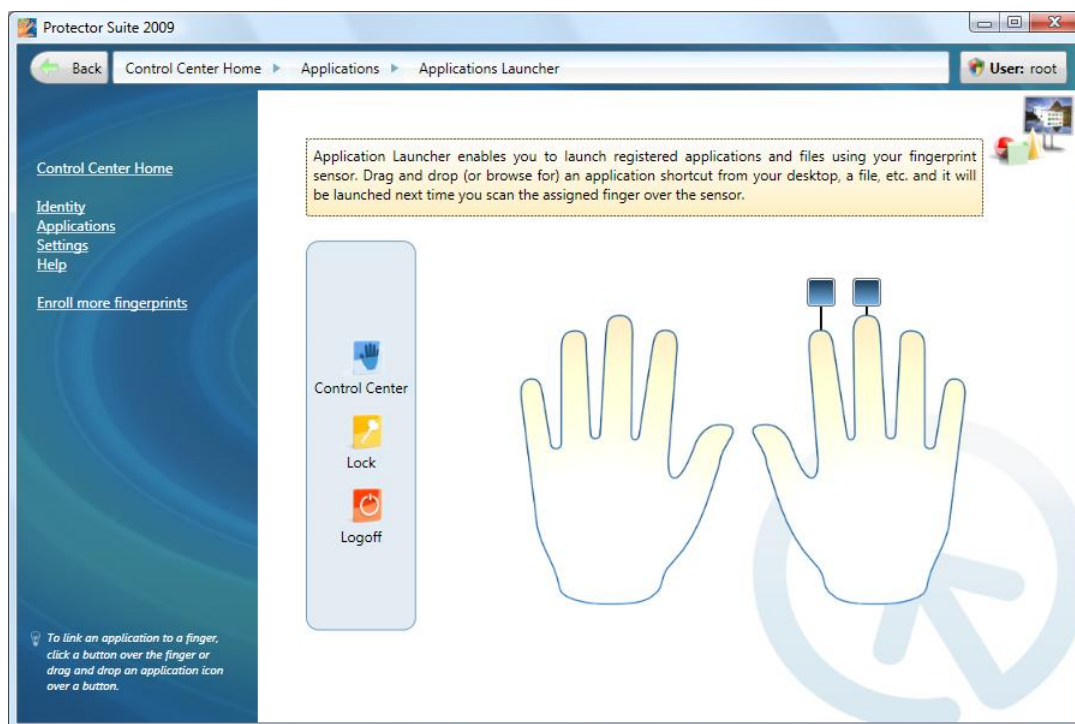 Protector Suite 2009
Back
Control Center Home
Applications
Applications Launcher
User: root
Control Center Home
Identity
Applications
Settings
Help
Enroll more fingerprints
To link an application to a finger,
click a button over the finger or
drag and drop an application icon
over a button.
Application Launcher enables you to launch registered applications and files using your fingerprint
sensor. Drag and drop (or browse for) an application shortcut from your desktop, a file, etc. and it will
be launched next time you scan the assigned finger over the sensor.
Control Center
Lock
Logoff